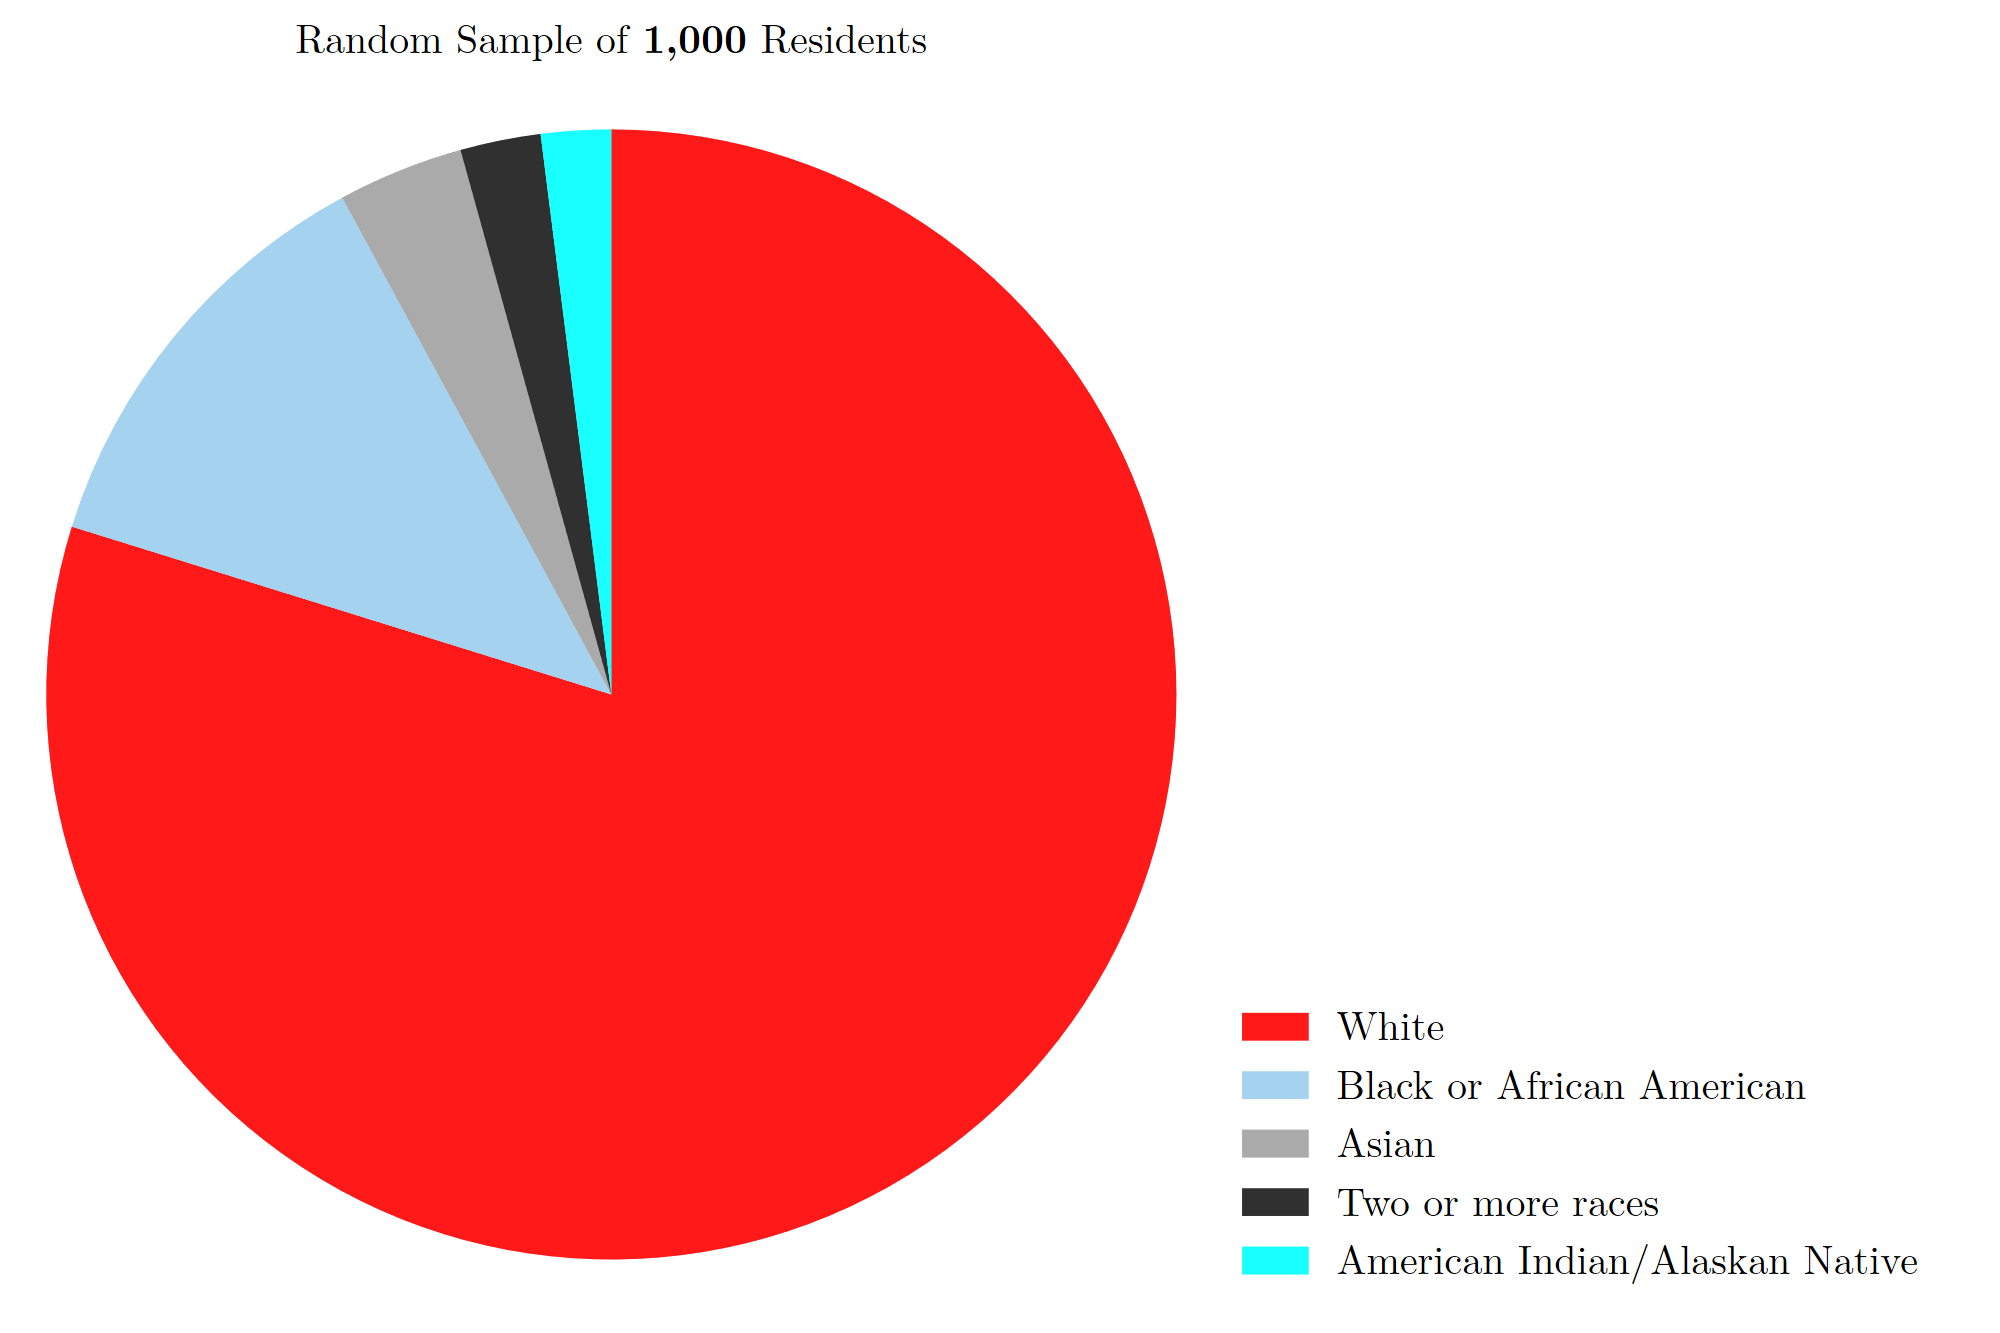 Random Sample of 1,000 Residents
White
Black or African American
Asian
Two or more races
American Indian/Alaskan Native